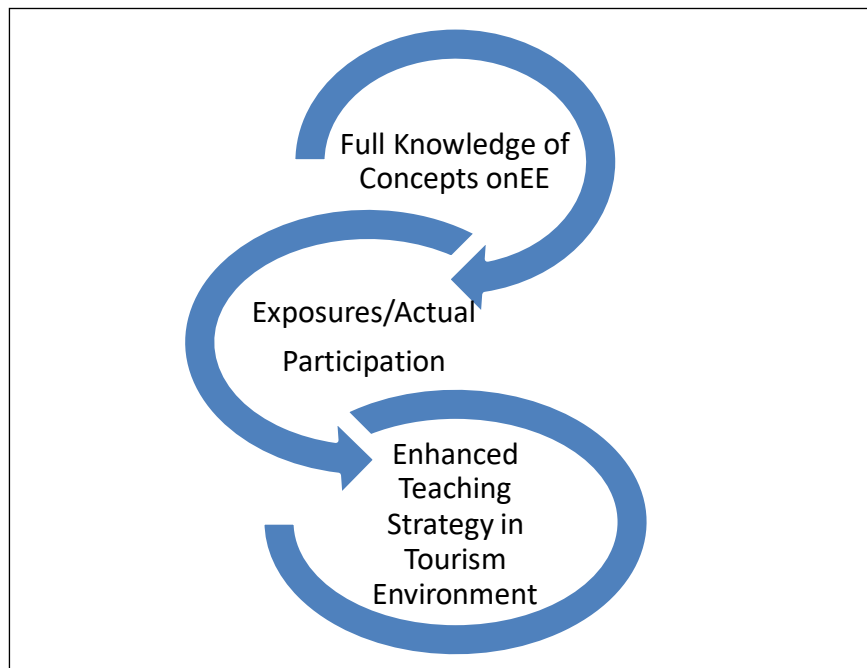 Full Knowledge of
Concepts onEE
Exposures/Actual
Participation
Enhanced
Teaching
Strategy in
Tourism
Environment